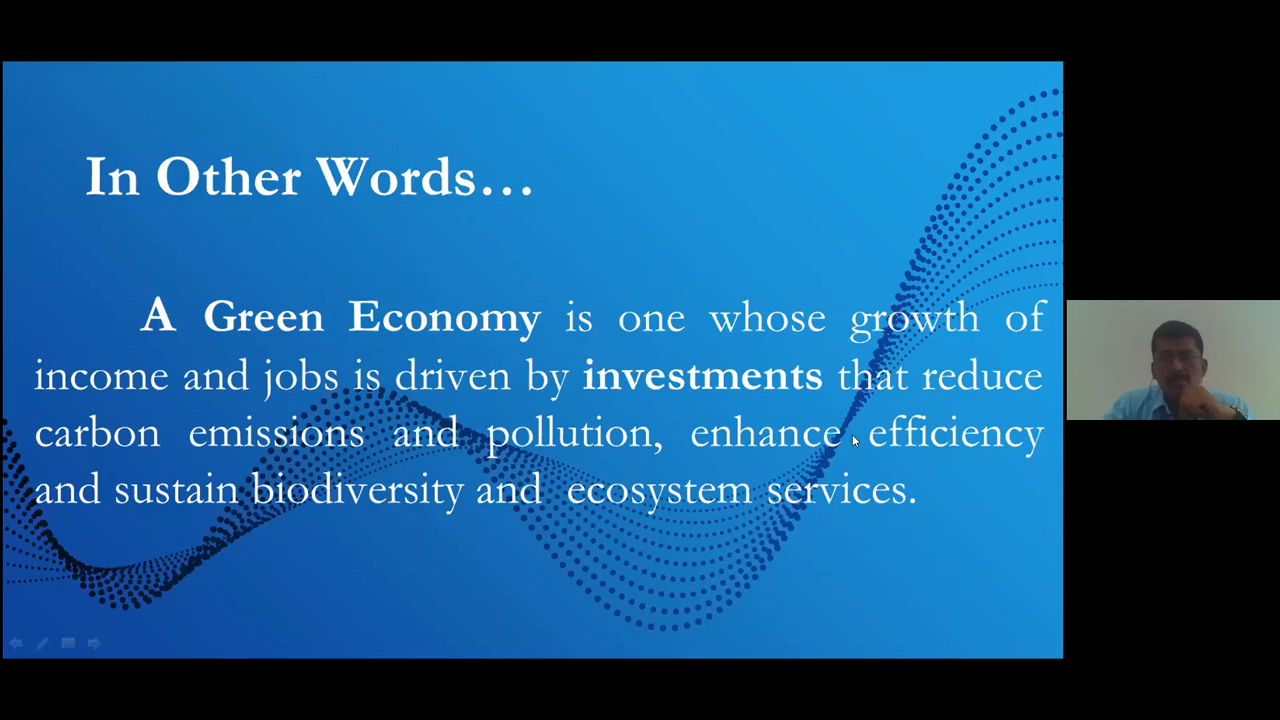 In Other Words…
A Green Economy is one whose growth of
income and jobs is driven by investments that reduce
carbon emissions and pollution, enhance efficiency
and sustain biodiversity and ecosystem services.